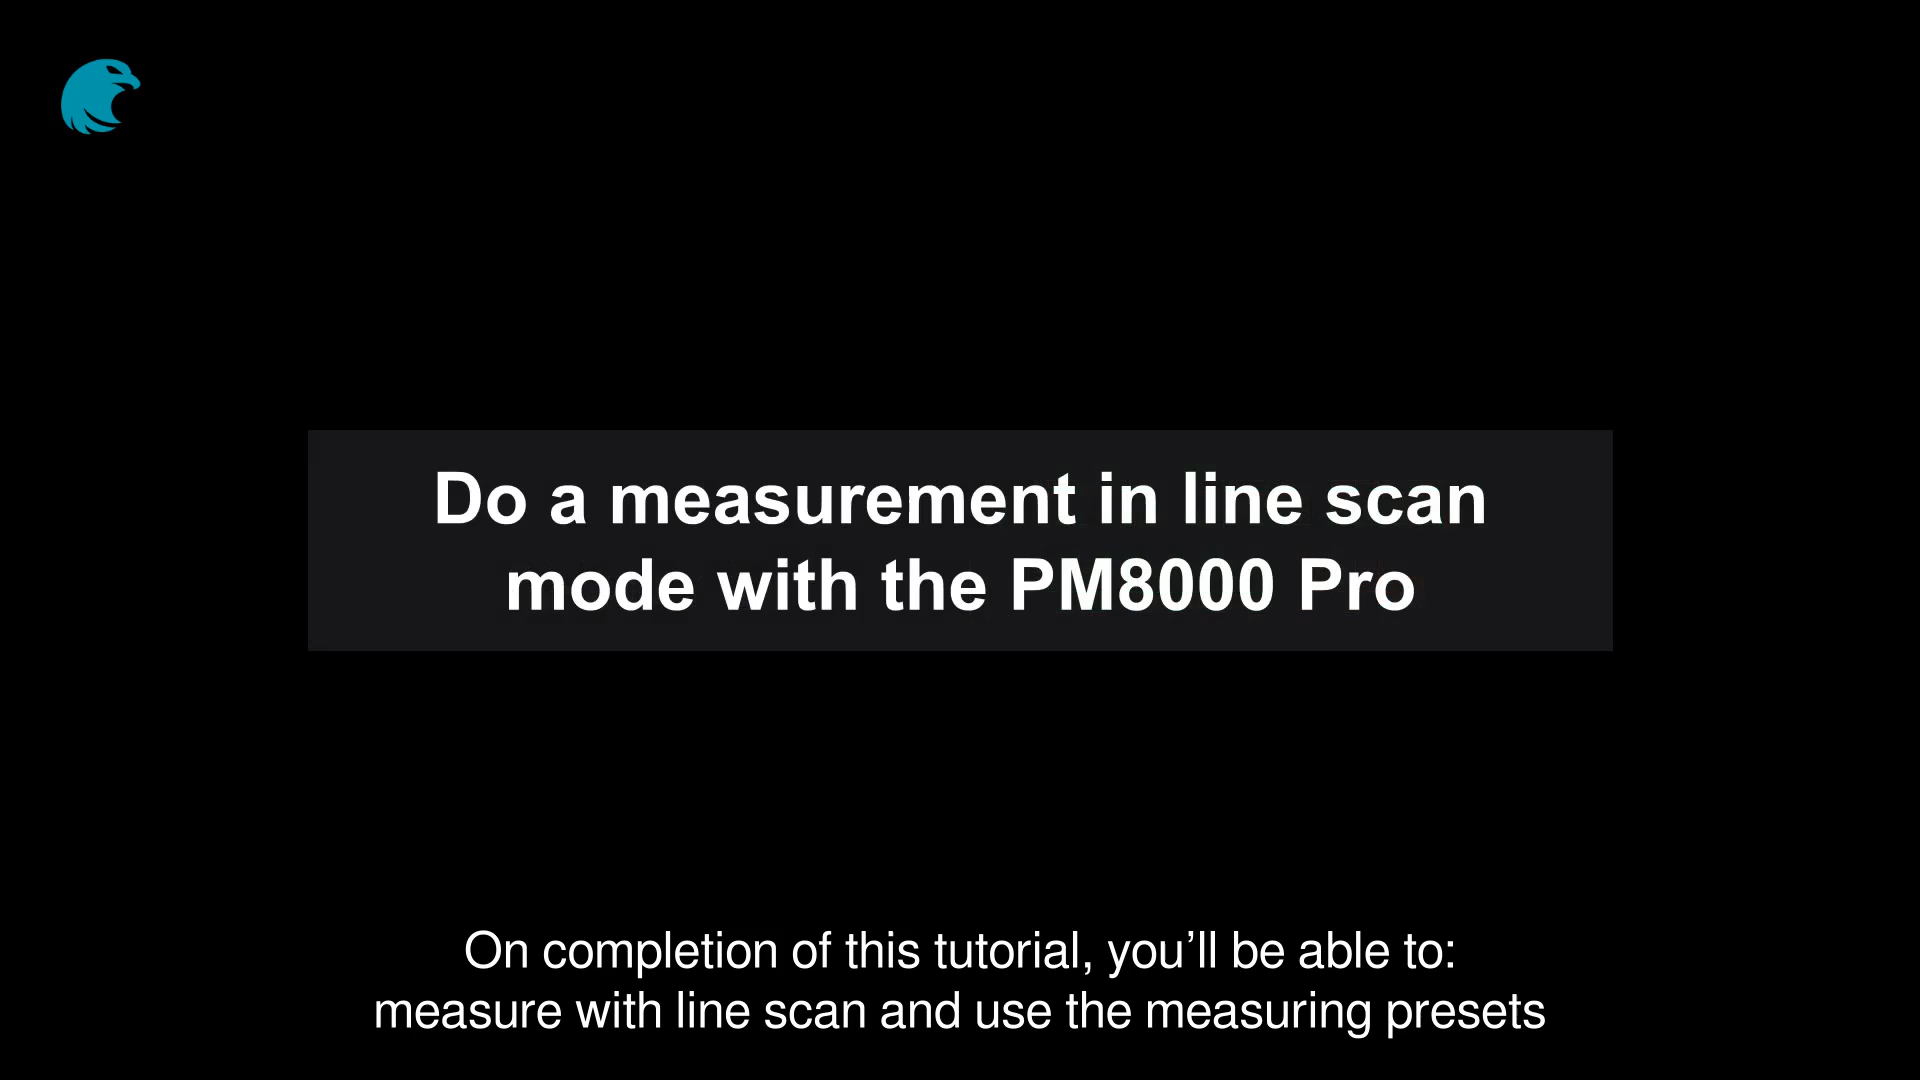 Do a measurement in line scan
mode with the PM8000 Pro
On completion of this tutorial, you’ll be able to:
measure with line scan and use the measuring presets